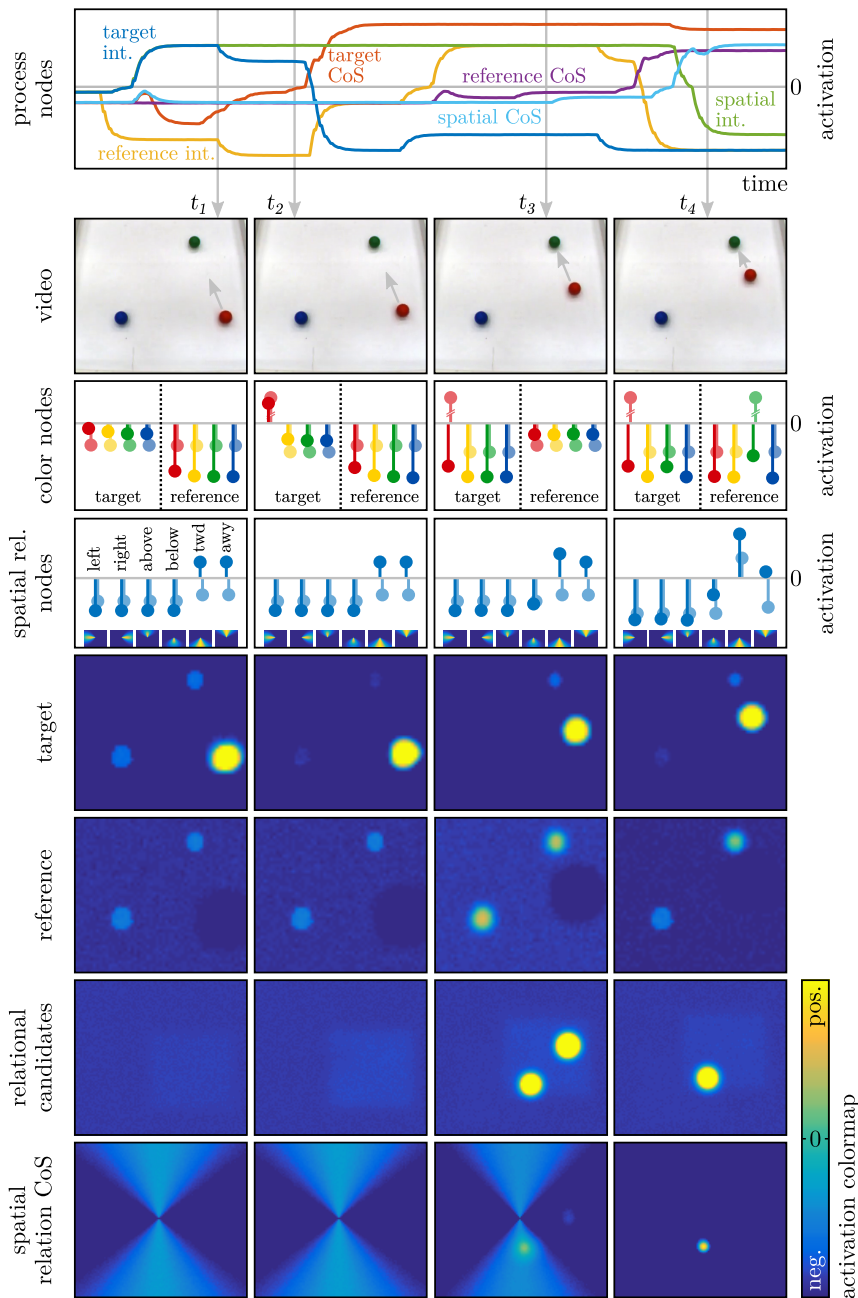 process
nodes
target
int.
target
CoS
reference CoS
spatial CoS
spatial
int.
reference int.
0
activation
time
t1
t2
t3
t4
video
color nodes
target
reference
target
reference
target
reference
target
reference
0
activation
spatial rel.
nodes
left
right
above
below
twd
awy
0
activation
target
reference
relational
candidates
spatial
relation CoS
pos.
0
neg.
activation colormap